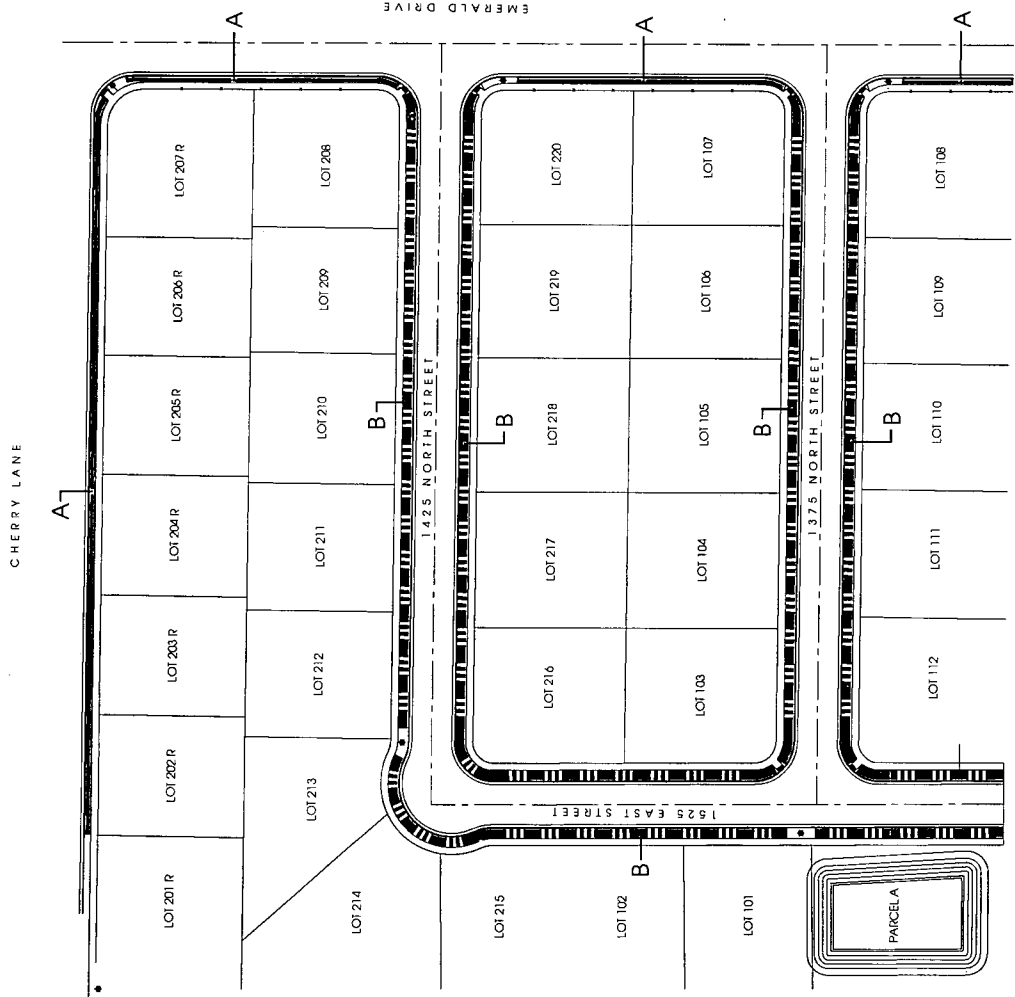 EMERALD DRIVE
CHERRY LANE
A
A
A
A
LOT 207 R
LOT 206 R
LOT 205 R
LOT 204 R
LOT 203 R
LOT 202 R
LOT 201 R
LOT 208
LOT 209
LOT 210
LOT 211
LOT 212
LOT 213
LOT 214
B
1425 NORTH STREET
B
LOT 220
LOT 219
LOT 218
LOT 217
LOT 216
LOT 215
LOT 107
LOT 106
LOT 105
LOT 104
LOT 103
LOT 102
B
1375 NORTH STREET
B
LOT 108
LOT 109
LOT 110
LOT 111
LOT 112
1525 EAST STREET
B
LOT 101
PARCEL A